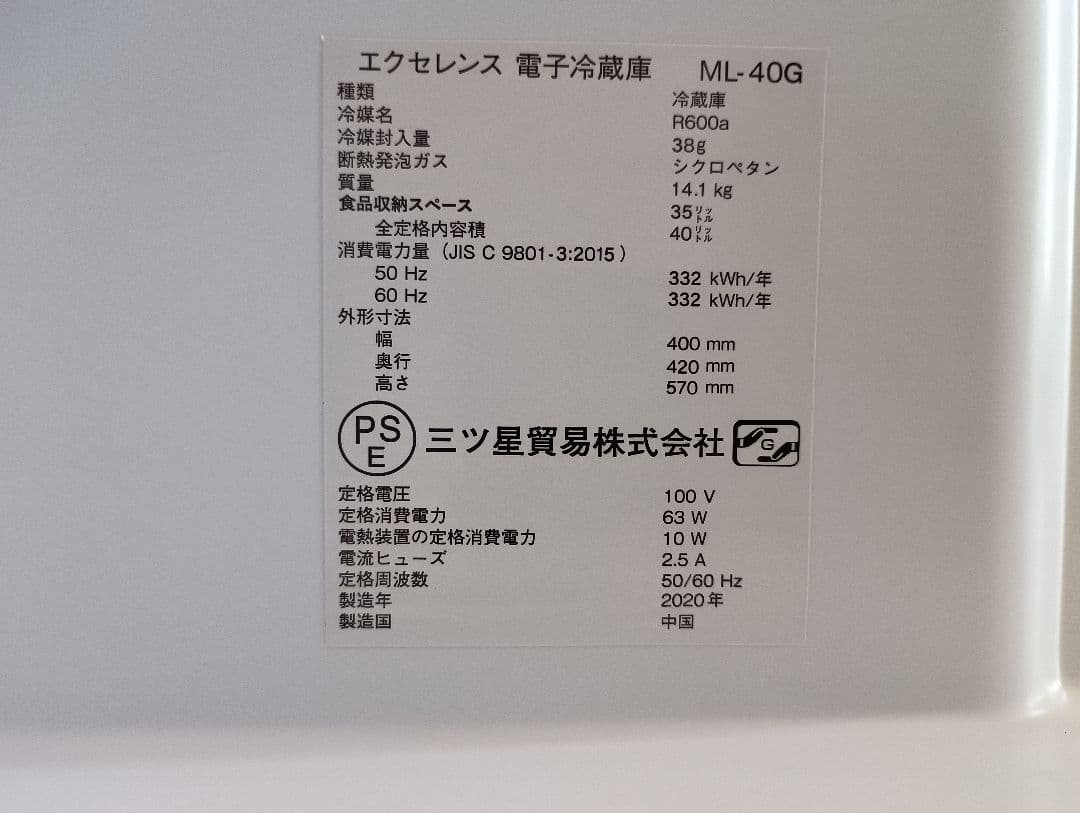 エクセレンス 電子冷蔵庫 ML-40G
種類 冷蔵庫
冷媒名 R600a
冷媒封入量 38g
断熱発泡ガス シクロペタン
質量 14.1 kg
食品収納スペース 35㍑
全定格内容積 40㍑
消費電力量（JIS C 9801-3:2015）
50 Hz 332 kWh/年
60 Hz 332 kWh/年
外形寸法
幅 400 mm
奥行 420 mm
高さ 570 mm
PS
E
三ツ星貿易株式会社 G
定格電圧 100 V
定格消費電力 63 W
電熱装置の定格消費電力 10 W
電流ヒューズ 2.5 A
定格周波数 50/60 Hz
製造年 2020年
製造国 中国